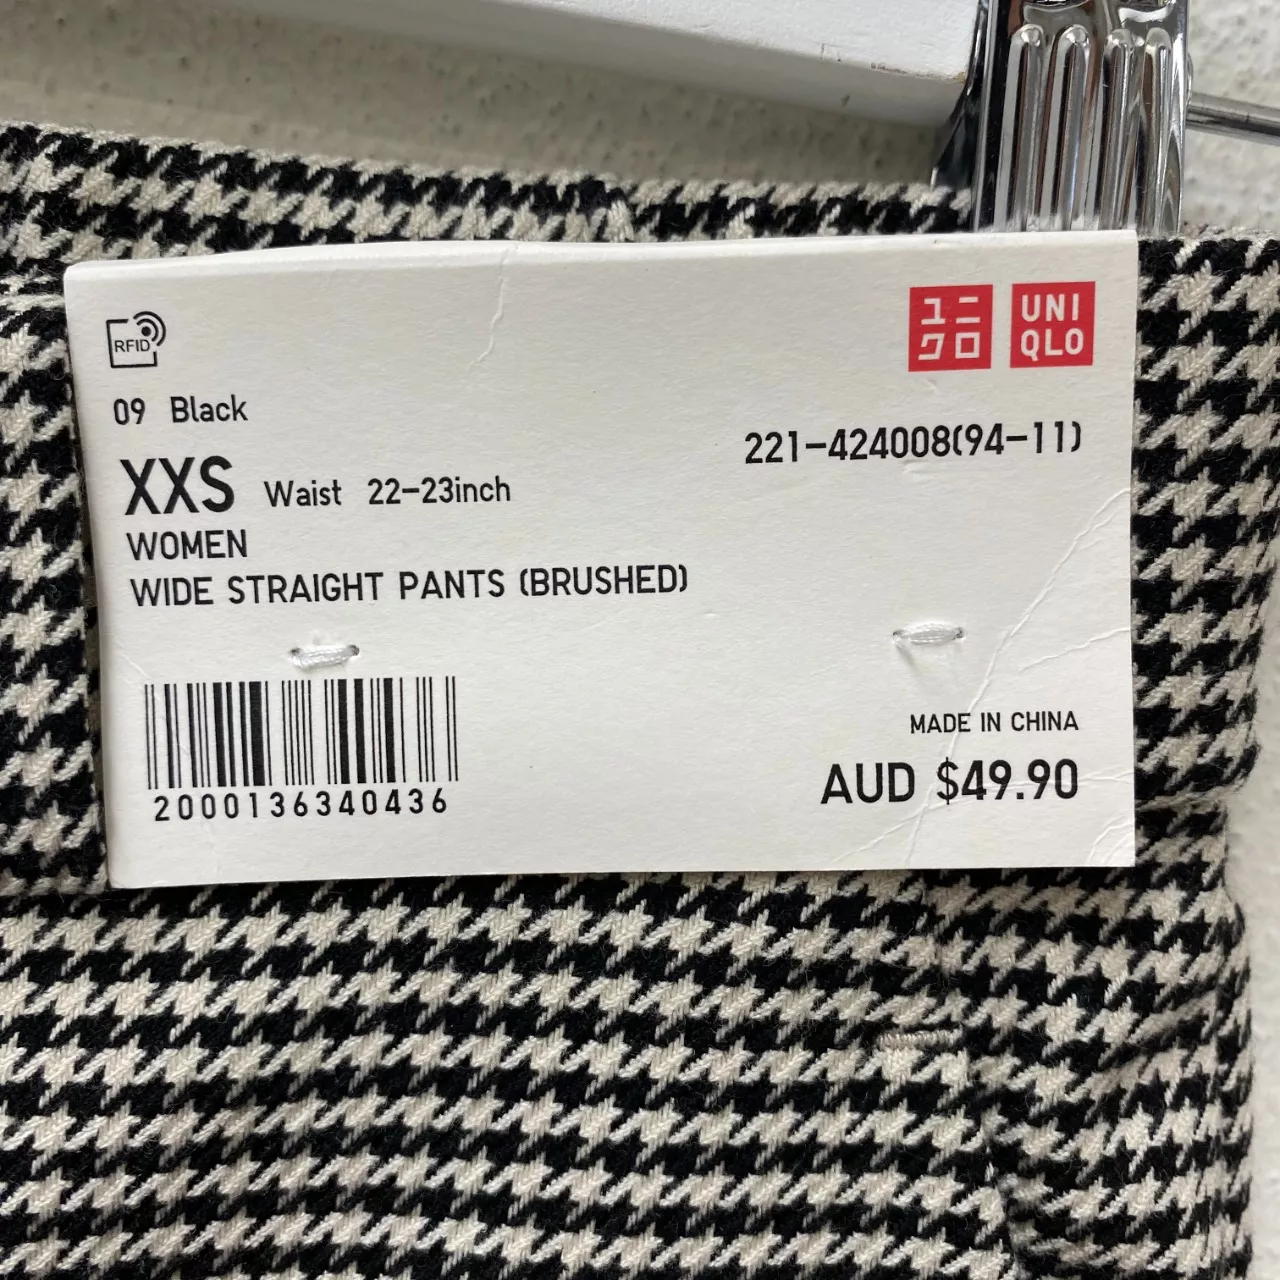 RFID
ユニ
クロ
UNI
QLO
09 Black
221-424008(94-11)
XXS Waist 22-23inch
WOMEN
WIDE STRAIGHT PANTS (BRUSHED)
2000136340436
MADE IN CHINA
AUD $49.90